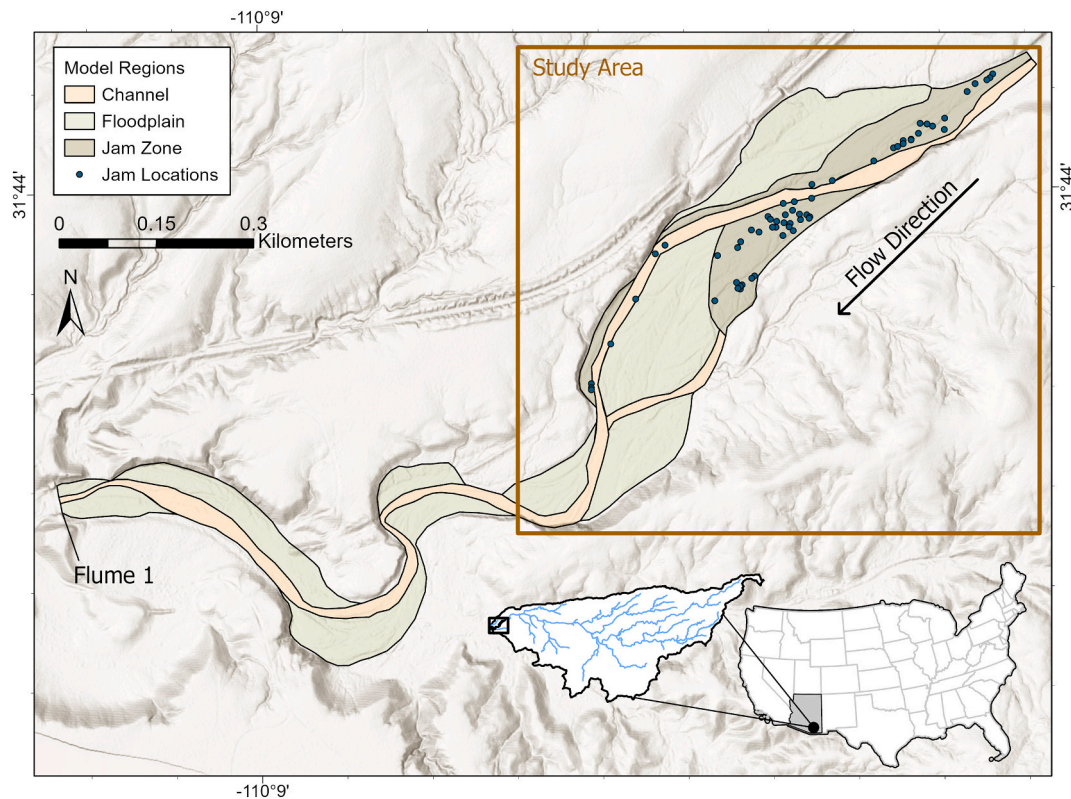 -110°9'
Study Area
Model Regions
Channel
Floodplain
Jam Zone
Jam Locations
31°44'
31°44'
0 0.15 0.3
Kilometers
Flow Direction
N
Flume 1
-110°9'